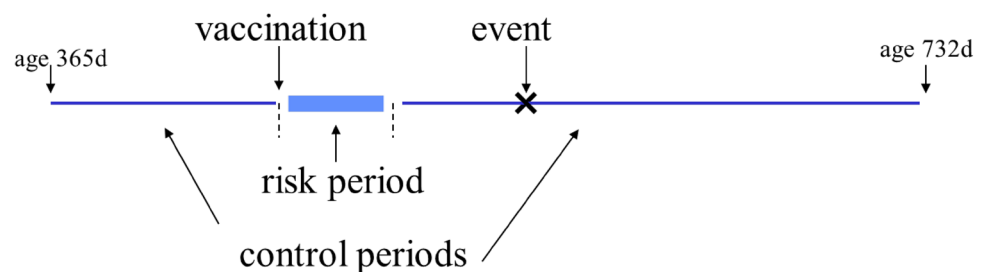 vaccination
event
age 365d
age 732d
risk period
control periods